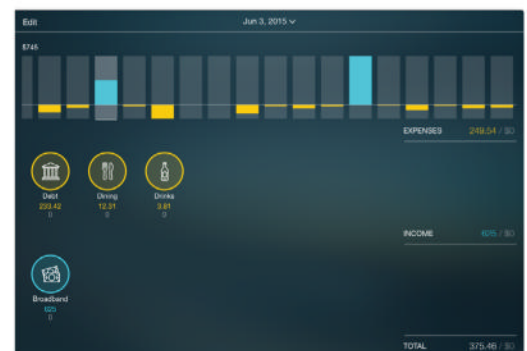 Edit Jun 3, 2015
$745
EXPENSES 249.54 / $0
Debt Dining Drinks
233.42 12.31 3.81
0 0 0
INCOME 625 / $0
Broadband
625
0
TOTAL 375.46 / $0